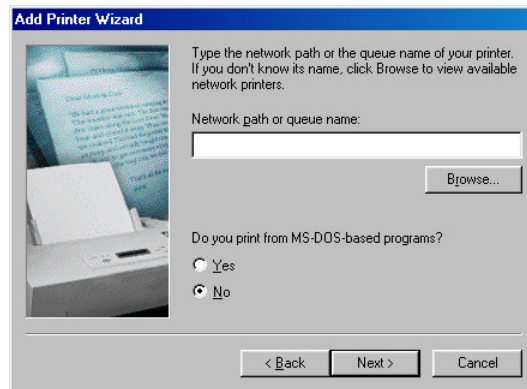 Add Printer Wizard
Type the network path or the queue name of your printer.
If you don't know its name, click Browse to view available
network printers.
Network path or queue name:
Browse...
Do you print from MS-DOS-based programs?
Yes
No
< Back
Next >
Cancel